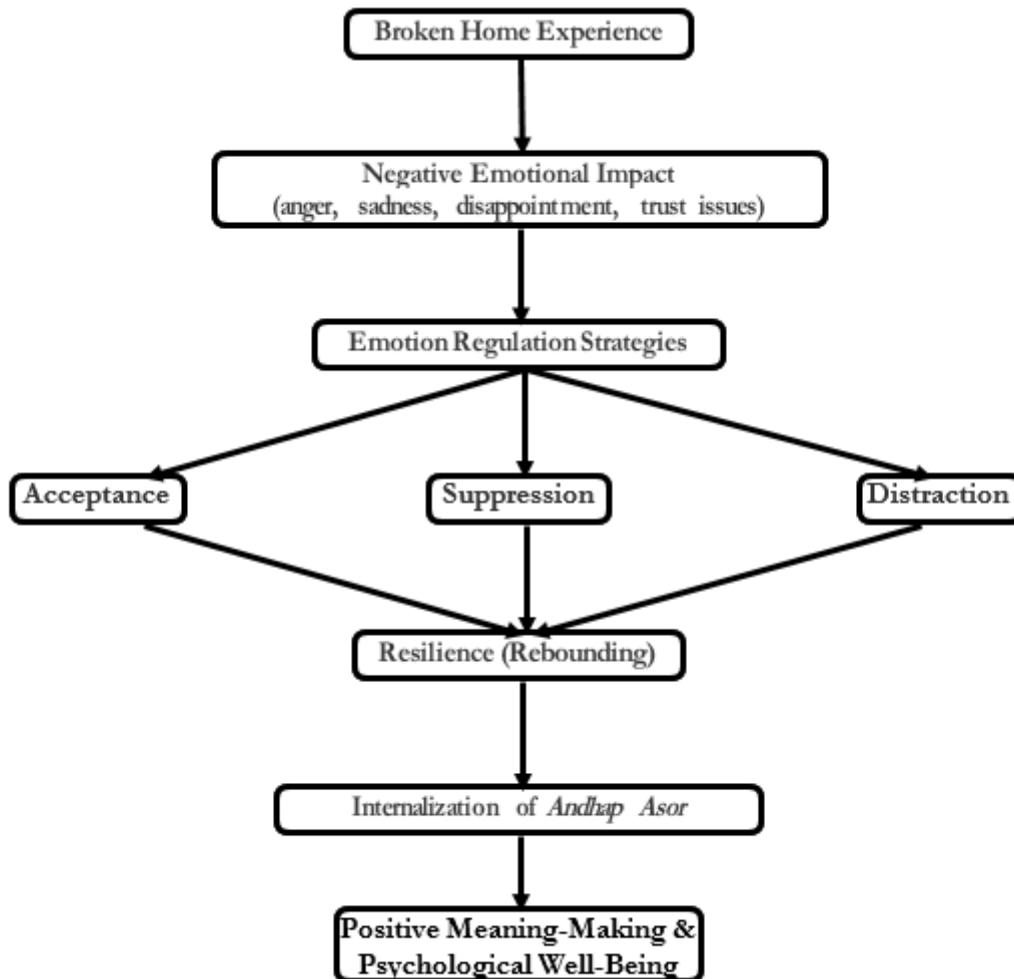 Broken Home Experience
Negative Emotional Impact
(anger, sadness, disappointment, trust issues)
Emotion Regulation Strategies
Acceptance
Suppression
Distraction
Resilience (Rebounding)
Internalization of Andhap Asor
Positive Meaning-Making &
Psychological Well-Being